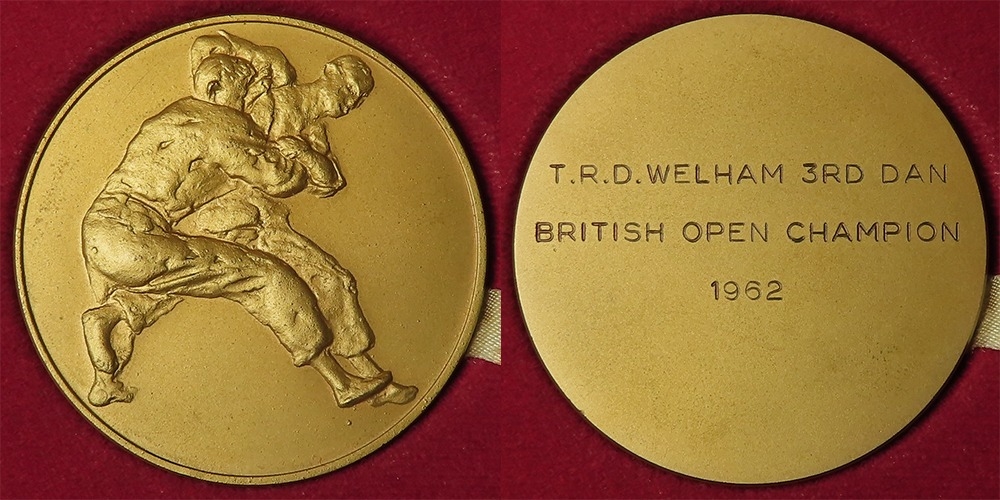 T.R.D.WELHAM 3RD DAN
BRITISH OPEN CHAMPION
1962